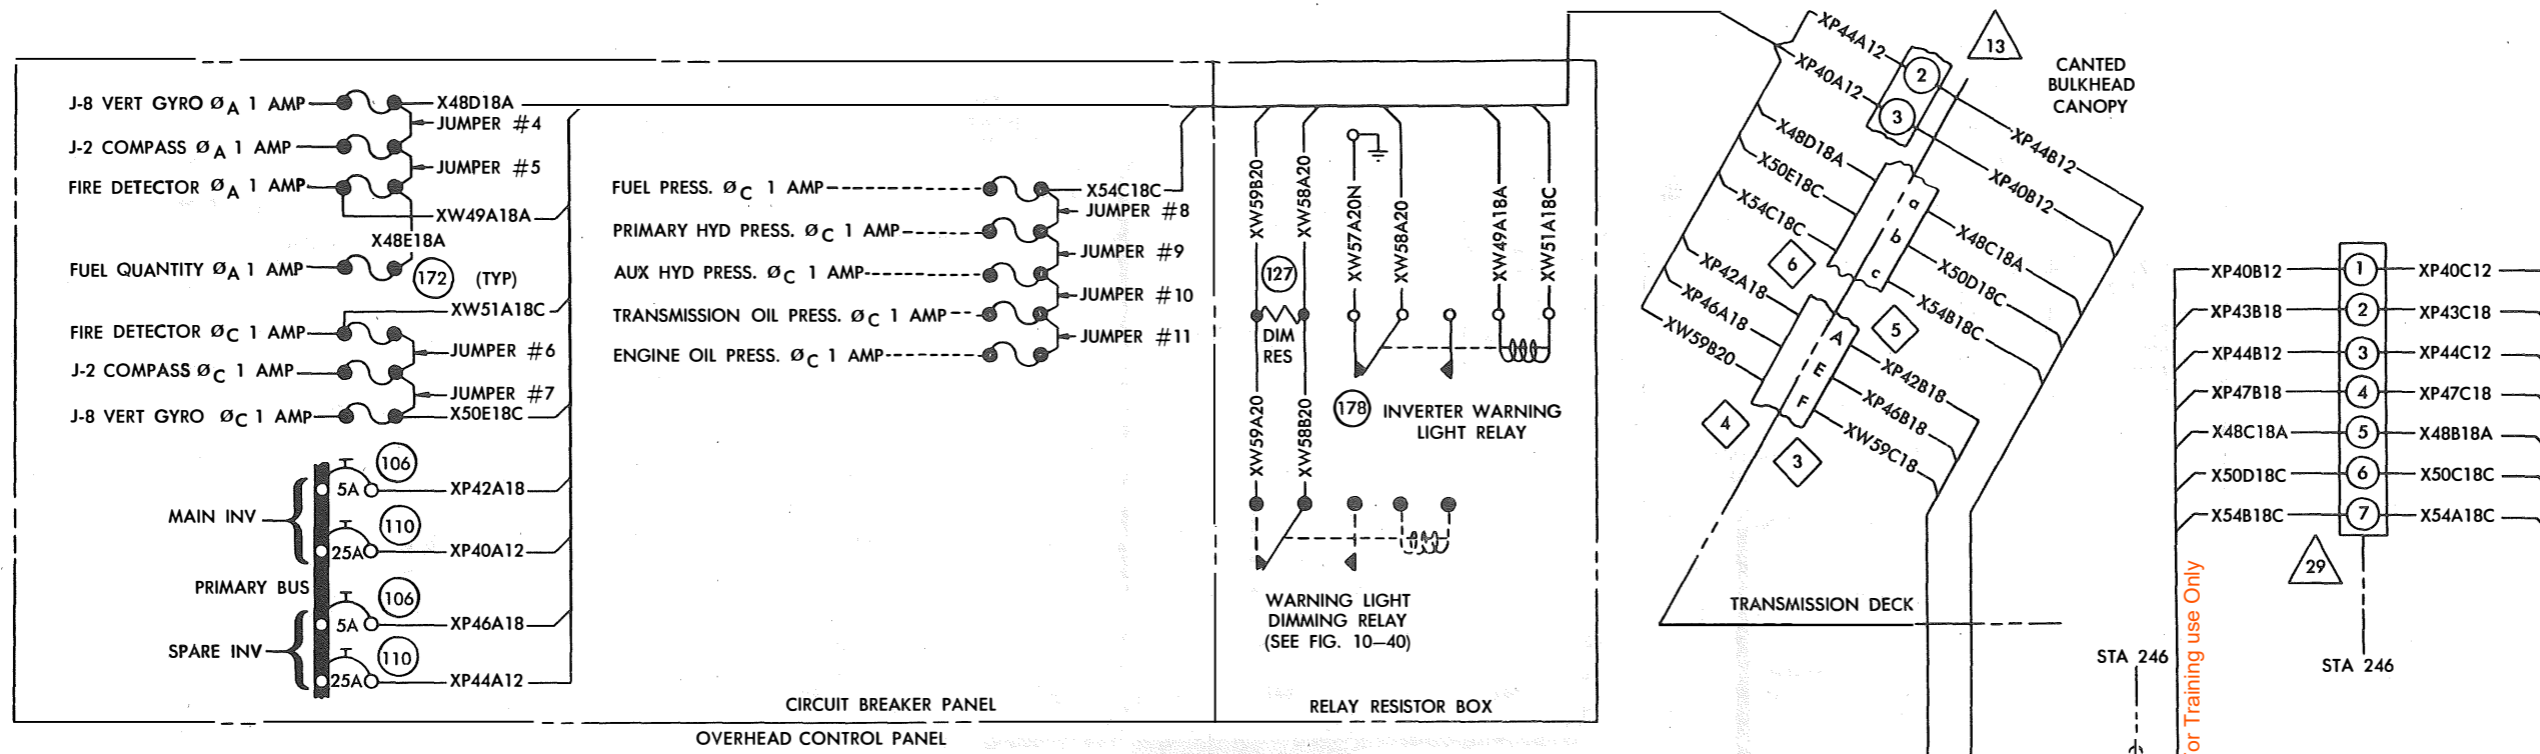 J-8 VERT GYRO ØA 1 AMP
X48D18A
JUMPER #4
J-2 COMPASS ØA 1 AMP
JUMPER #5
FIRE DETECTOR ØA 1 AMP
XW49A18A
X48E18A
FUEL QUANTITY ØA 1 AMP
172 (TYP)
XW51A18C
FIRE DETECTOR ØC 1 AMP
JUMPER #6
J-2 COMPASS ØC 1 AMP
JUMPER #7
J-8 VERT GYRO ØC 1 AMP
X50E18C
106
5A
XP42A18
MAIN INV
110
25A
XP40A12
PRIMARY BUS
106
5A
XP46A18
SPARE INV
110
25A
XP44A12
FUEL PRESS. ØC 1 AMP
X54C18C
JUMPER #8
PRIMARY HYD PRESS. ØC 1 AMP
JUMPER #9
AUX HYD PRESS. ØC 1 AMP
JUMPER #10
TRANSMISSION OIL PRESS. ØC 1 AMP
JUMPER #11
ENGINE OIL PRESS. ØC 1 AMP
CIRCUIT BREAKER PANEL
OVERHEAD CONTROL PANEL
XW59B20
XW58A20
XW57A20N
XW58A20
XW49A18A
XW51A18C
127
DIM
RES
XW59A20
XW58B20
178
INVERTER WARNING
LIGHT RELAY
WARNING LIGHT
DIMMING RELAY
(SEE FIG. 10–40)
RELAY RESISTOR BOX
XP44A12
2
XP44B12
XP40A12
3
XP40B12
13
CANTED
BULKHEAD
CANOPY
X48D18A
a
X48C18A
X50E18C
b
X50D18C
X54C18C
c
X54B18C
6
5
XP42A18
A
XP42B18
XP46A18
E
XP46B18
XW59B20
F
XW59C18
4
3
TRANSMISSION DECK
STA 246
XP40B12 1 XP40C12
XP43B18 2 XP43C18
XP44B12 3 XP44C12
XP47B18 4 XP47C18
X48C18A 5 X48B18A
X50D18C 6 X50C18C
X54B18C 7 X54A18C
29
STA 246
or Training use Only